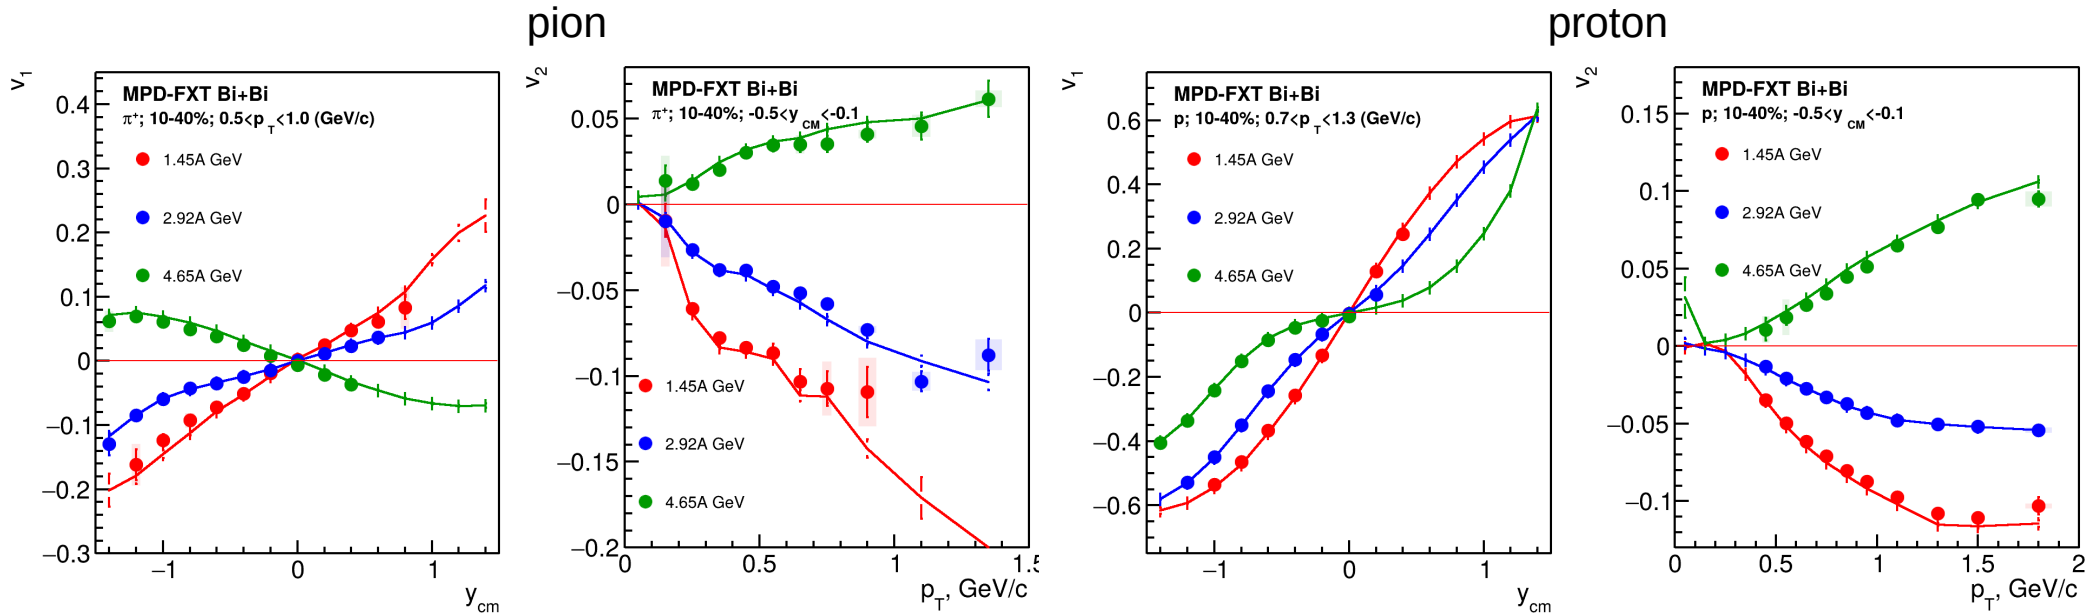 pion
proton
v1
MPD-FXT Bi+Bi
π+; 10-40%; 0.5<pT<1.0 (GeV/c)
1.45A GeV
2.92A GeV
4.65A GeV
0.4
0.3
0.2
0.1
0
−0.1
−0.2
−0.3
−1
0
1
ycm
v2
MPD-FXT Bi+Bi
π+; 10-40%; -0.5<yCM<-0.1
0.05
0
−0.05
−0.1
−0.15
−0.2
1.45A GeV
2.92A GeV
4.65A GeV
0
0.5
1
1.5
pT, GeV/c
v1
MPD-FXT Bi+Bi
p; 10-40%; 0.7<pT<1.3 (GeV/c)
1.45A GeV
2.92A GeV
4.65A GeV
0.6
0.4
0.2
0
−0.2
−0.4
−0.6
−1
0
1
ycm
v2
MPD-FXT Bi+Bi
p; 10-40%; -0.5<yCM<-0.1
1.45A GeV
2.92A GeV
4.65A GeV
0.15
0.1
0.05
0
−0.05
−0.1
0
0.5
1
1.5
2
pT, GeV/c